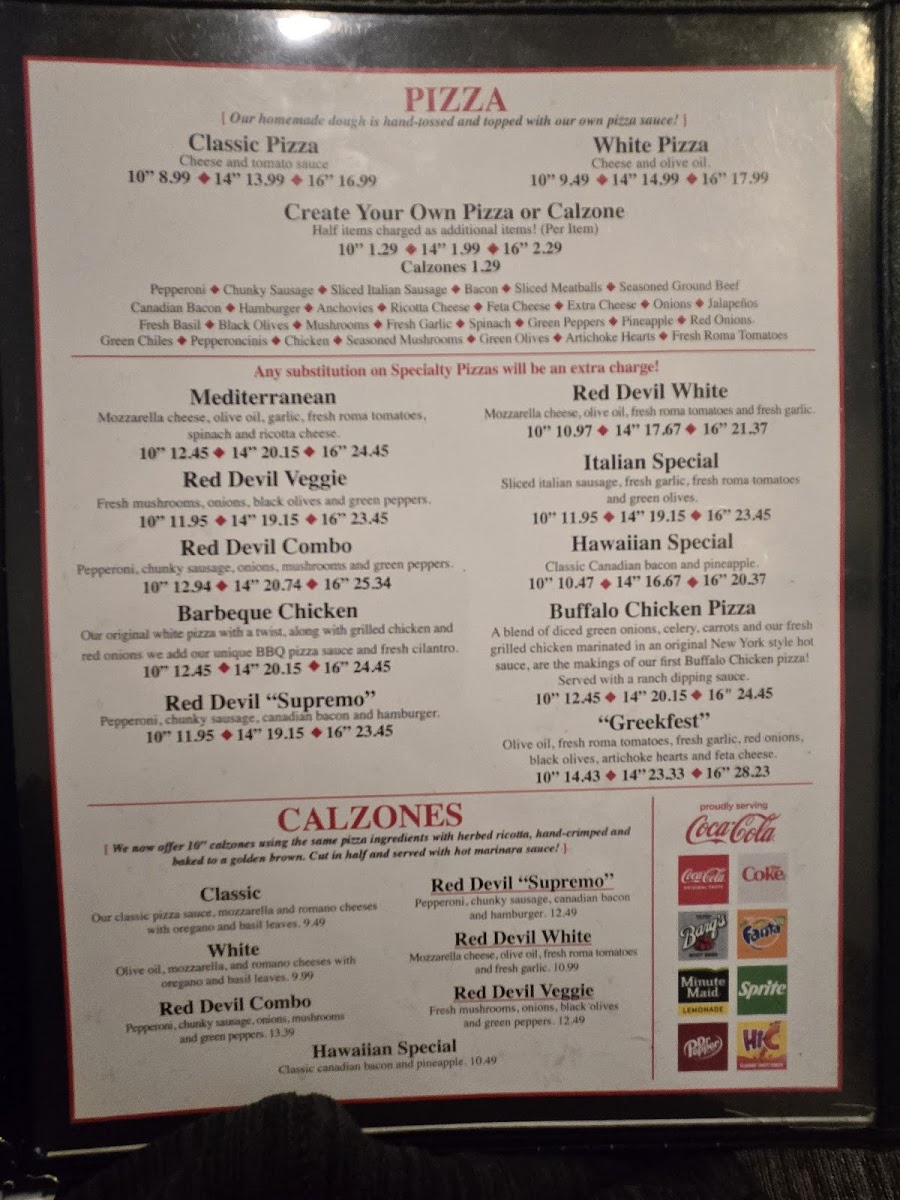 PIZZA
[ Our homemade dough is hand-tossed and topped with our own pizza sauce! ]
Classic Pizza
Cheese and tomato sauce
10” 8.99 ◆ 14” 13.99 ◆ 16” 16.99
White Pizza
Cheese and olive oil.
10” 9.49 ◆ 14” 14.99 ◆ 16” 17.99
Create Your Own Pizza or Calzone
Half items charged as additional items! (Per Item)
10” 1.29 ◆ 14” 1.99 ◆ 16” 2.29
Calzones 1.29
Pepperoni ◆ Chunky Sausage ◆ Sliced Italian Sausage ◆ Bacon ◆ Sliced Meatballs ◆ Seasoned Ground Beef
Canadian Bacon ◆ Hamburger ◆ Anchovies ◆ Ricotta Cheese ◆ Feta Cheese ◆ Extra Cheese ◆ Onions ◆ Jalapeños
Fresh Basil ◆ Black Olives ◆ Mushrooms ◆ Fresh Garlic ◆ Spinach ◆ Green Peppers ◆ Pineapple ◆ Red Onions
Green Chiles ◆ Pepperoncinis ◆ Chicken ◆ Seasoned Mushrooms ◆ Green Olives ◆ Artichoke Hearts ◆ Fresh Roma Tomatoes
Any substitution on Specialty Pizzas will be an extra charge!
Mediterranean
Mozzarella cheese, olive oil, garlic, fresh roma tomatoes,
spinach and ricotta cheese.
10” 12.45 ◆ 14” 20.15 ◆ 16” 24.45
Red Devil Veggie
Fresh mushrooms, onions, black olives and green peppers.
10” 11.95 ◆ 14” 19.15 ◆ 16” 23.45
Red Devil Combo
Pepperoni, chunky sausage, onions, mushrooms and green peppers.
10” 12.94 ◆ 14” 20.74 ◆ 16” 25.34
Barbeque Chicken
Our original white pizza with a twist, along with grilled chicken and
red onions we add our unique BBQ pizza sauce and fresh cilantro.
10” 12.45 ◆ 14” 20.15 ◆ 16” 24.45
Red Devil “Supremo”
Pepperoni, chunky sausage, canadian bacon and hamburger.
10” 11.95 ◆ 14” 19.15 ◆ 16” 23.45
Red Devil White
Mozzarella cheese, olive oil, fresh roma tomatoes and fresh garlic.
10” 10.97 ◆ 14” 17.67 ◆ 16” 21.37
Italian Special
Sliced italian sausage, fresh garlic, fresh roma tomatoes
and green olives.
10” 11.95 ◆ 14” 19.15 ◆ 16” 23.45
Hawaiian Special
Classic Canadian bacon and pineapple.
10” 10.47 ◆ 14” 16.67 ◆ 16” 20.37
Buffalo Chicken Pizza
A blend of diced green onions, celery, carrots and our fresh
grilled chicken marinated in an original New York style hot
sauce, are the makings of our first Buffalo Chicken pizza!
Served with a ranch dipping sauce.
10” 12.45 ◆ 14” 20.15 ◆ 16" 24.45
“Greekfest”
Olive oil, fresh roma tomatoes, fresh garlic, red onions,
black olives, artichoke hearts and feta cheese.
10” 14.43 ◆ 14” 23.33 ◆ 16” 28.23
CALZONES
[ We now offer 10" calzones using the same pizza ingredients with herbed ricotta, hand-crimped and
baked to a golden brown. Cut in half and served with hot marinara sauce! ]
Classic
Our classic pizza sauce, mozzarella and romano cheeses
with oregano and basil leaves. 9.49
White
Olive oil, mozzarella, and romano cheeses with
oregano and basil leaves. 9.99
Red Devil Combo
Pepperoni, chunky sausage, onions, mushrooms
and green peppers. 13.39
Red Devil “Supremo”
Pepperoni, chunky sausage, canadian bacon
and hamburger. 12.49
Red Devil White
Mozzarella cheese, olive oil, fresh roma tomatoes
and fresh garlic. 10.99
Red Devil Veggie
Fresh mushrooms, onions, black olives
and green peppers. 12.49
Hawaiian Special
Classic canadian bacon and pineapple. 10.49
proudly serving
Coca-Cola
Coca-Cola
ORIGINAL TASTE
Coke
Barq's
ROOT BEER
Fanta
Minute
Maid
LEMONADE
Sprite
Dr Pepper
Hi-C